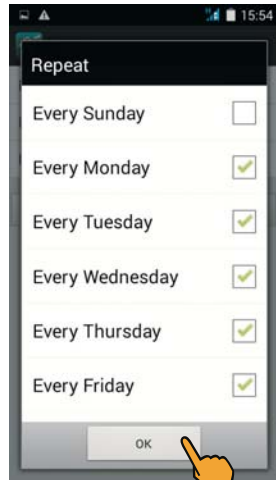 15:54
Repeat
Every Sunday
Every Monday
Every Tuesday
Every Wednesday
Every Thursday
Every Friday
OK